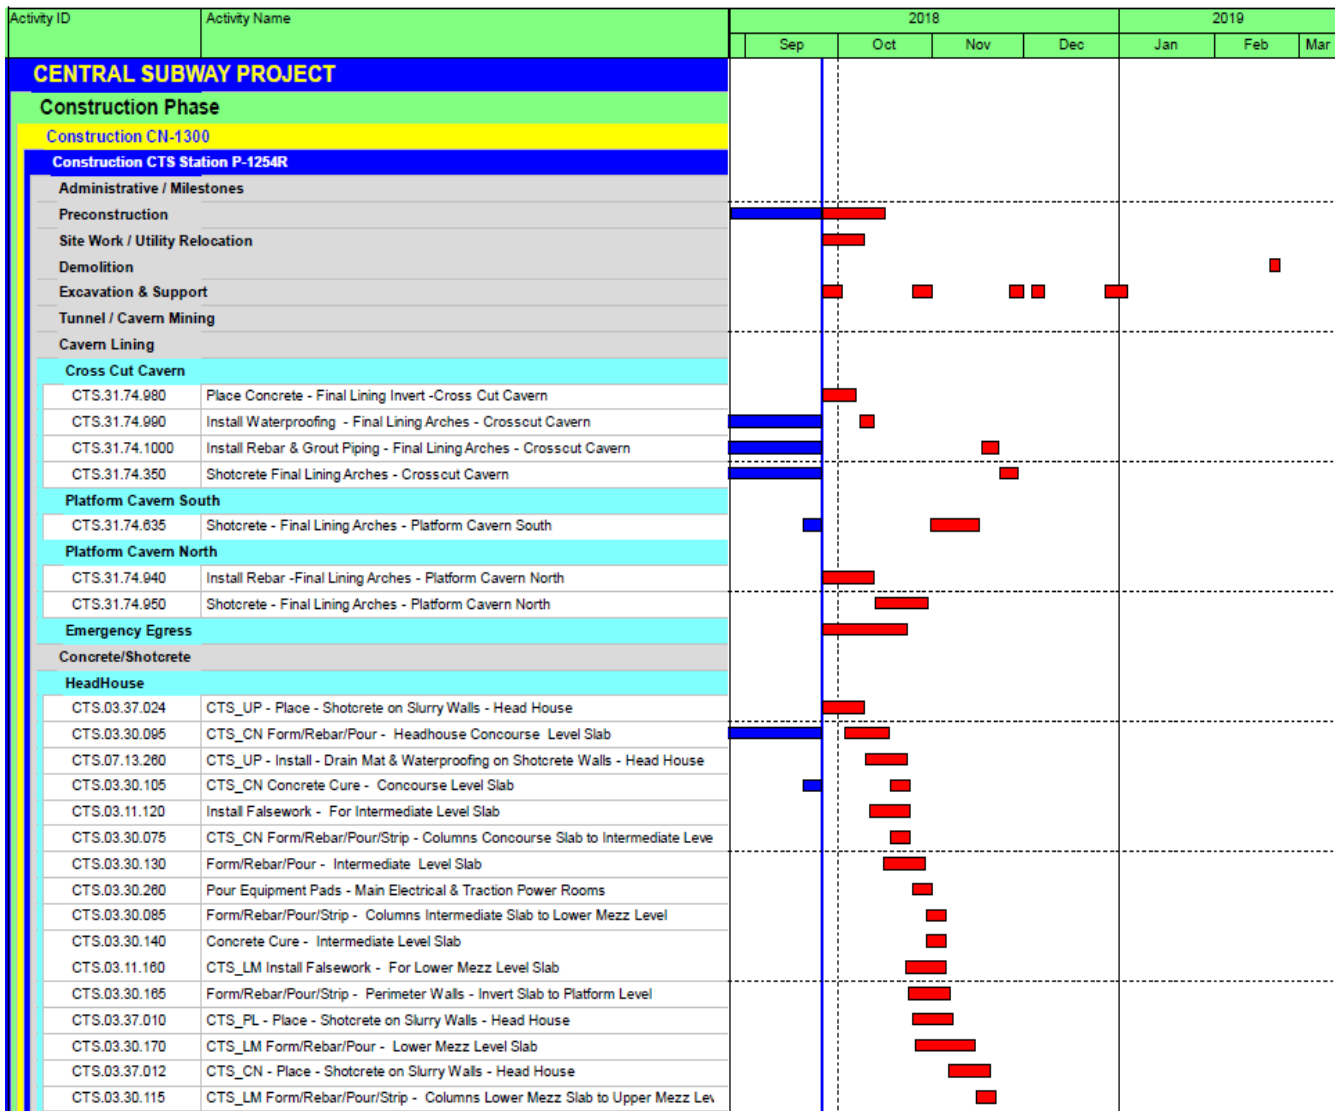 Activity ID Activity Name 2018 2019
Sep Oct Nov Dec Jan Feb Mar
CENTRAL SUBWAY PROJECT
Construction Phase
Construction CN-1300
Construction CTS Station P-1254R
Administrative / Milestones
Preconstruction
Site Work / Utility Relocation
Demolition
Excavation & Support
Tunnel / Cavern Mining
Cavern Lining
Cross Cut Cavern
CTS.31.74.980 Place Concrete - Final Lining Invert -Cross Cut Cavern
CTS.31.74.990 Install Waterproofing - Final Lining Arches - Crosscut Cavern
CTS.31.74.1000 Install Rebar & Grout Piping - Final Lining Arches - Crosscut Cavern
CTS.31.74.350 Shotcrete Final Lining Arches - Crosscut Cavern
Platform Cavern South
CTS.31.74.635 Shotcrete - Final Lining Arches - Platform Cavern South
Platform Cavern North
CTS.31.74.940 Install Rebar -Final Lining Arches - Platform Cavern North
CTS.31.74.950 Shotcrete - Final Lining Arches - Platform Cavern North
Emergency Egress
Concrete/Shotcrete
HeadHouse
CTS.03.37.024 CTS_UP - Place - Shotcrete on Slurry Walls - Head House
CTS.03.30.095 CTS_CN Form/Rebar/Pour - Headhouse Concourse Level Slab
CTS.07.13.260 CTS_UP - Install - Drain Mat & Waterproofing on Shotcrete Walls - Head House
CTS.03.30.105 CTS_CN Concrete Cure - Concourse Level Slab
CTS.03.11.120 Install Falsework - For Intermediate Level Slab
CTS.03.30.075 CTS_CN Form/Rebar/Pour/Strip - Columns Concourse Slab to Intermediate Leve
CTS.03.30.130 Form/Rebar/Pour - Intermediate Level Slab
CTS.03.30.260 Pour Equipment Pads - Main Electrical & Traction Power Rooms
CTS.03.30.085 Form/Rebar/Pour/Strip - Columns Intermediate Slab to Lower Mezz Level
CTS.03.30.140 Concrete Cure - Intermediate Level Slab
CTS.03.11.160 CTS_LM Install Falsework - For Lower Mezz Level Slab
CTS.03.30.165 Form/Rebar/Pour/Strip - Perimeter Walls - Invert Slab to Platform Level
CTS.03.37.010 CTS_PL - Place - Shotcrete on Slurry Walls - Head House
CTS.03.30.170 CTS_LM Form/Rebar/Pour - Lower Mezz Level Slab
CTS.03.37.012 CTS_CN - Place - Shotcrete on Slurry Walls - Head House
CTS.03.30.115 CTS_LM Form/Rebar/Pour/Strip - Columns Lower Mezz Slab to Upper Mezz Lev